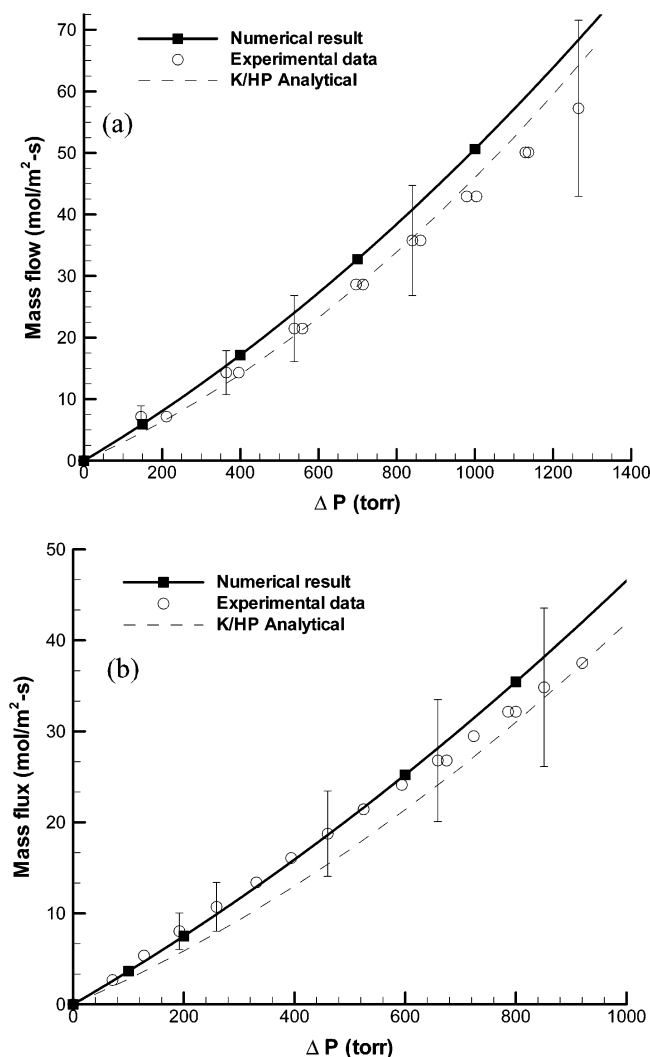 70
60
50
40
30
20
10
0
Mass flow (mol/m²-s)
Numerical result
Experimental data
K/HP Analytical
(a)
0 200 400 600 800 1000 1200 1400
Δ P (torr)
50
40
30
20
10
0
Mass flux (mol/m²-s)
Numerical result
Experimental data
K/HP Analytical
(b)
0 200 400 600 800 1000
Δ P (torr)